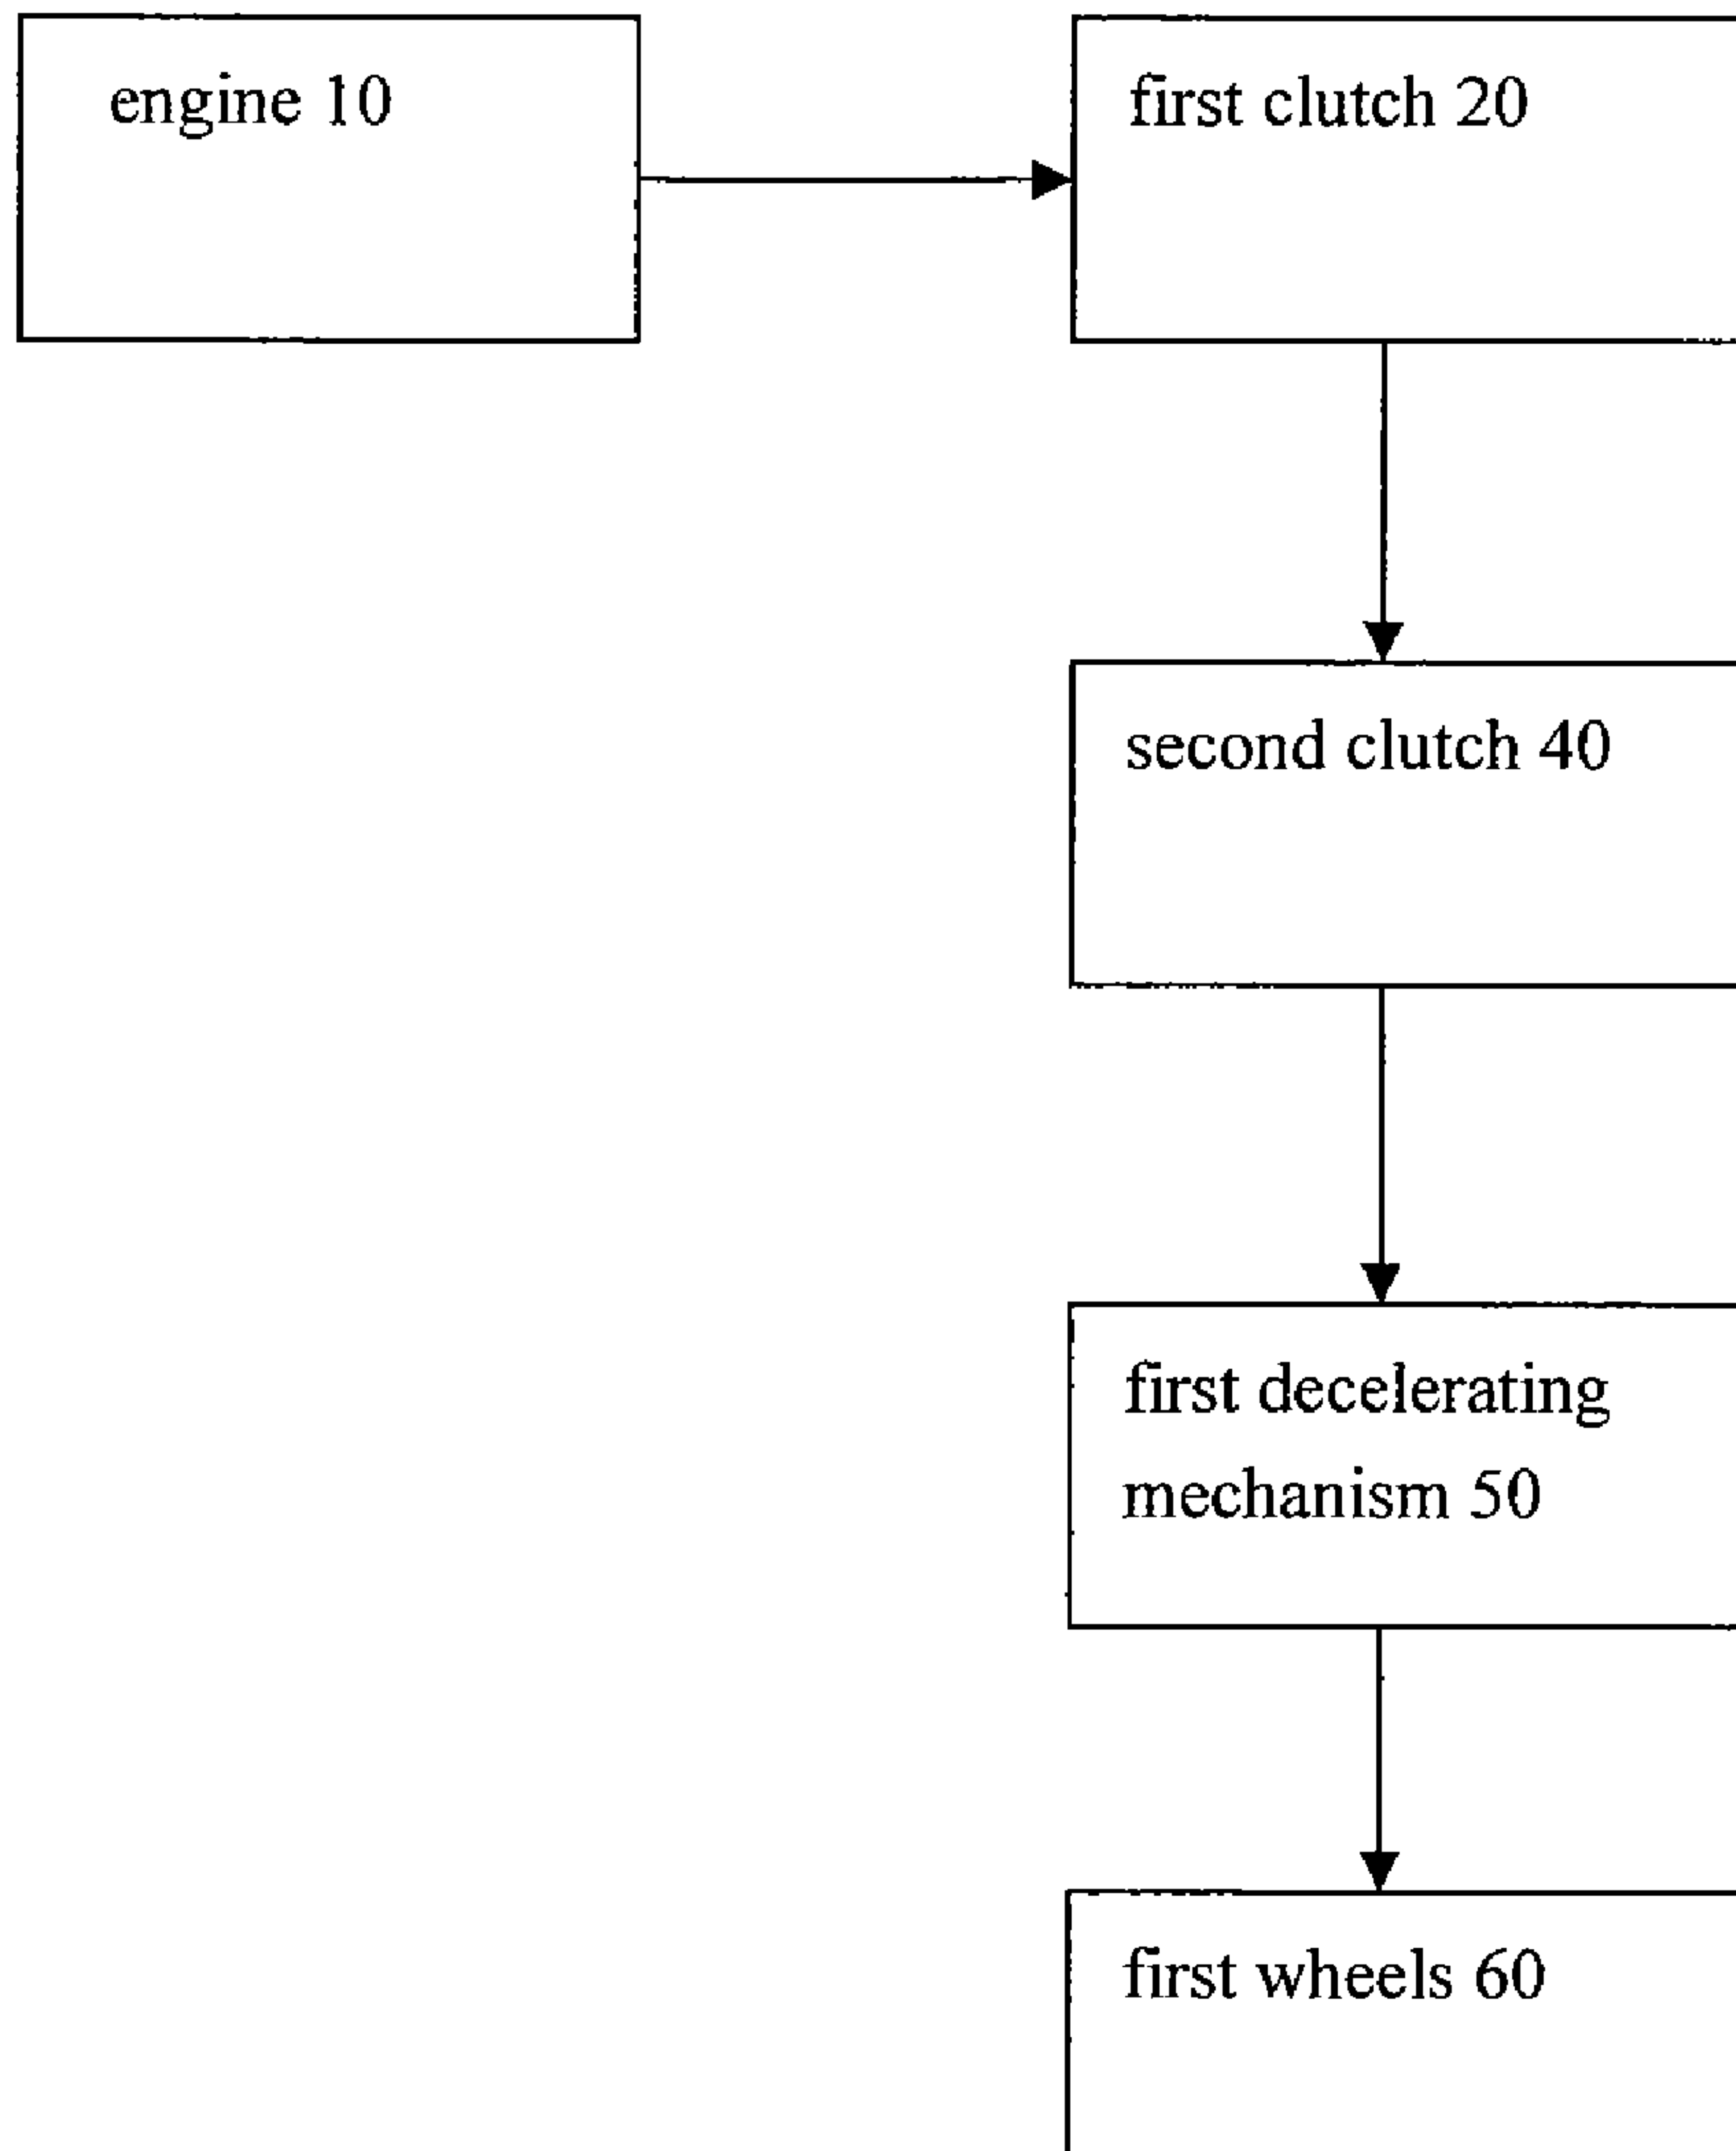 engine 10
first clutch 20
second clutch 40
first decelerating
mechanism 50
first wheels 60